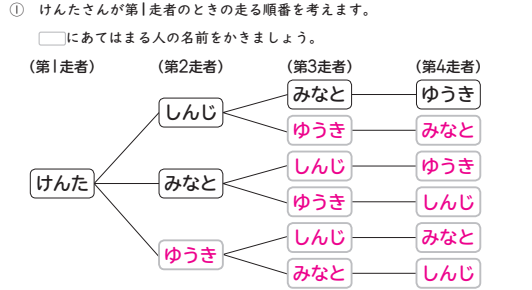 ① けんたさんが第1走者のときの走る順番を考えます。
にあてはまる人の名前をかきましょう。
(第1走者) (第2走者) (第3走者) (第4走者)
みなと ゆうき
しんじ
ゆうき みなと
しんじ ゆうき
けんた みなと
ゆうき しんじ
しんじ みなと
ゆうき
みなと しんじ